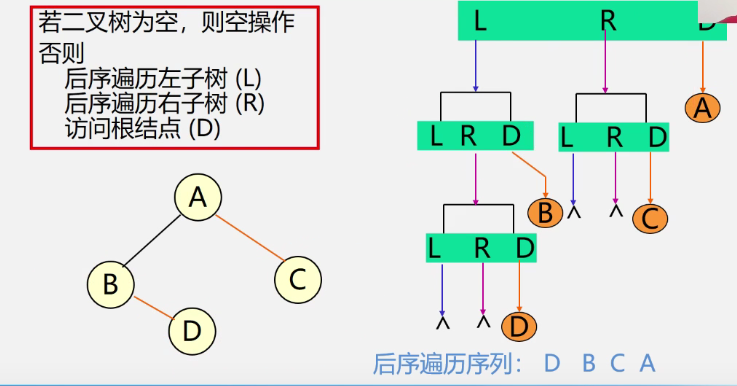 若二叉树为空，则空操作
否则
后序遍历左子树 (L)
后序遍历右子树 (R)
访问根结点 (D)
A
B
C
D
L R D
A
L R D
L R D
B
^ ^ C
L R D
^ ^ D
后序遍历序列： D B C A